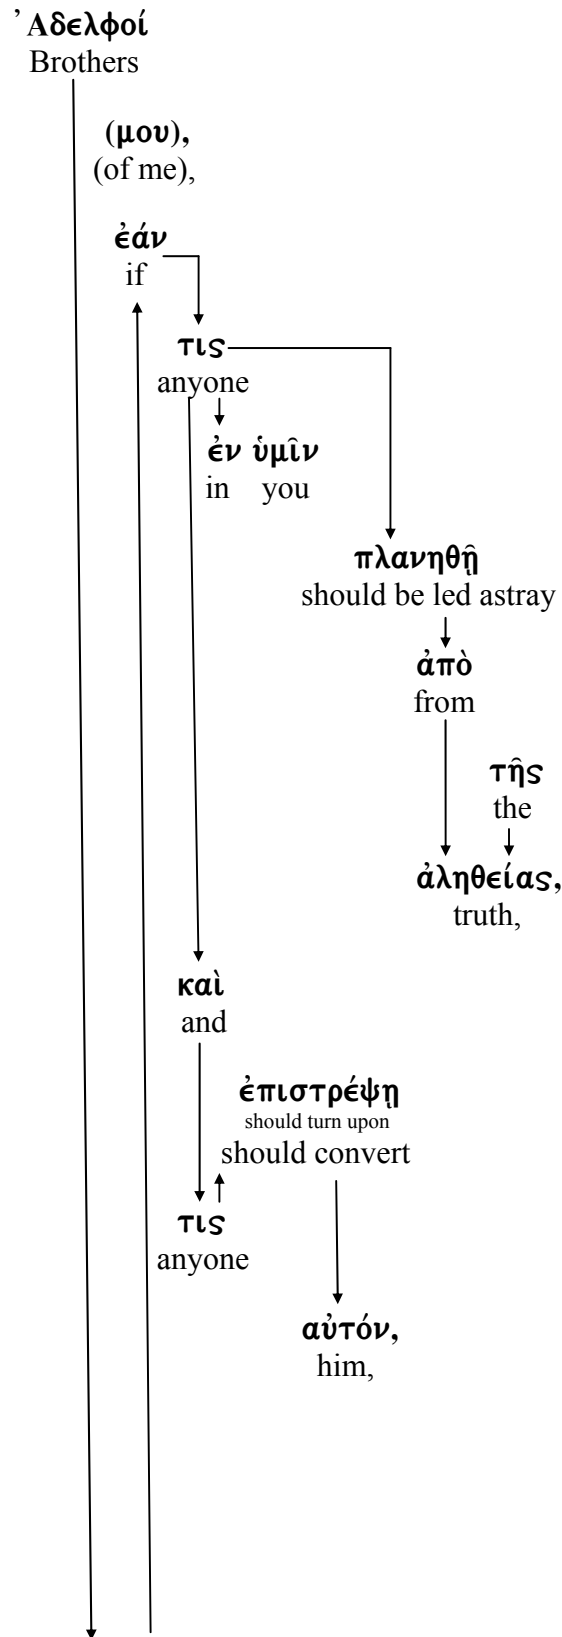 Ἀδελφοί
Brothers
(μου),
(of me),
ἐάν
if
τις
anyone
ἐν ὑμῖν
in you
πλανηθῇ
should be led astray
ἀπὸ
from
τῆς
the
ἀληθείας,
truth,
καὶ
and
ἐπιστρέψῃ
should turn upon
should convert
τις
anyone
αὐτόν,
him,